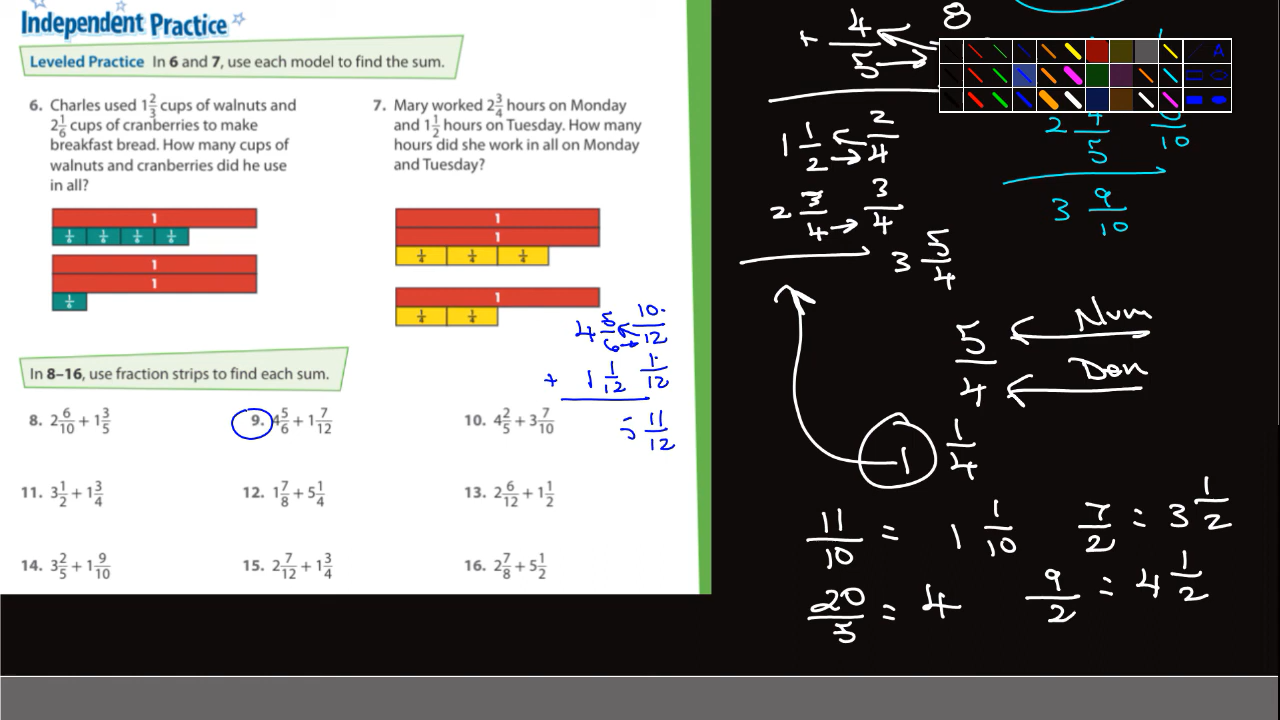 Independent Practice
Leveled Practice In 6 and 7, use each model to find the sum.
6. Charles used 1 2/3 cups of walnuts and
2 1/6 cups of cranberries to make
breakfast bread. How many cups of
walnuts and cranberries did he use
in all?
1
1/6 1/6 1/6 1/6
1
1
1/6
7. Mary worked 2 3/4 hours on Monday
and 1 1/2 hours on Tuesday. How many
hours did she work in all on Monday
and Tuesday?
1
1
1/4 1/4 1/4
1
1/4 1/4
4 5/6 10/12
+ 1 1/12 1/12
5 11/12
In 8–16, use fraction strips to find each sum.
8. 2 6/10 + 1 3/5
9. 4 5/6 + 1 7/12
10. 4 2/5 + 3 7/10
11. 3 1/2 + 1 3/4
12. 1 7/8 + 5 1/4
13. 2 6/12 + 1 1/2
14. 3 2/5 + 1 9/10
15. 2 7/12 + 1 3/4
16. 2 7/8 + 5 1/2
+ 4/5 8
A
1 1/2 2/4
2 3/4 3/4
3 5/4
2 4/5 /10
3 9/10
5/4 Num
Den
1 1/4
11/10 = 1 1/10
7/2 = 3 1/2
20/5 = 4
9/2 = 4 1/2